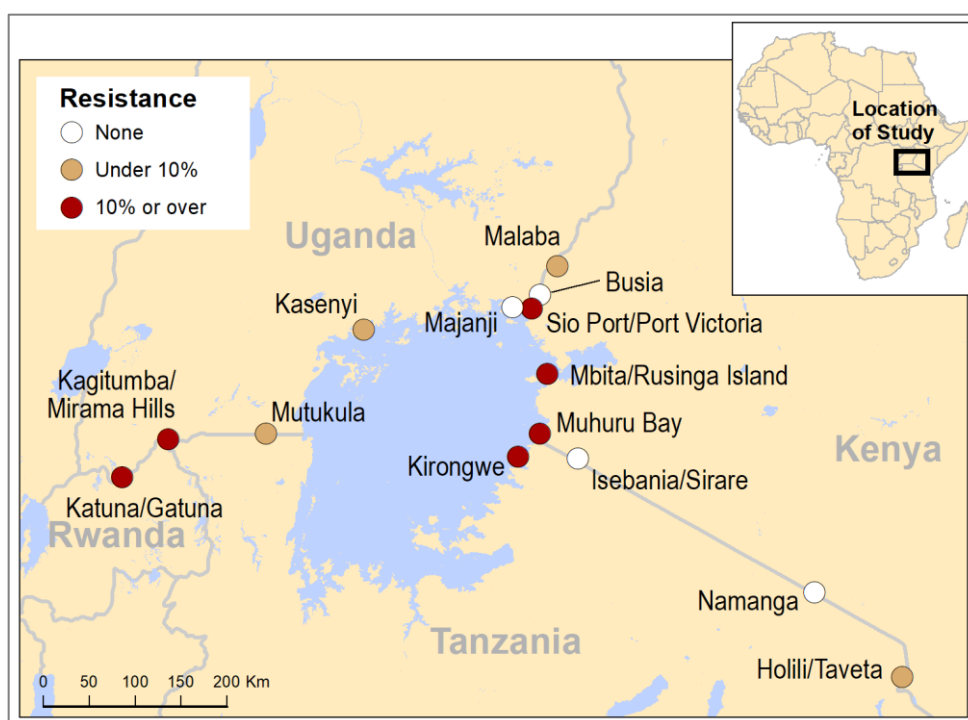 Resistance
None
Under 10%
10% or over
Location
of Study
Uganda
Malaba
Busia
Kasenyi
Majanji
Sio Port/Port Victoria
Kagitumba/
Mirama Hills
Mbita/Rusinga Island
Mutukula
Muhuru Bay
Kenya
Kirongwe
Isebania/Sirare
Katuna/Gatuna
Rwanda
Namanga
Tanzania
Holili/Taveta
0 50 100 150 200 Km